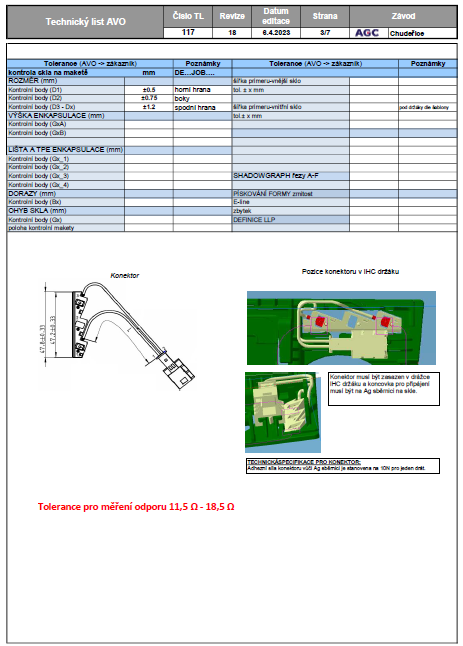 Technický list AVO
Číslo TL
Revize
Datum editace
Strana
Závod
117
18
6.4.2023
3/7
AGC
Chudeřice
Tolerance (AVO -> zákazník)
Poznámky
Tolerance (AVO -> zákazník)
Poznámky
kontrola skla na maketě
mm
DE...JOB....
ROZMĚR (mm)
šířka primeru-vnější sklo
Kontrolní body (D1)
±0.5
horní hrana
tol. ± x mm
Kontrolní body (D2)
±0.75
boky
Kontrolní body (D3 - Dx)
±1.2
spodní hrana
šířka primeru-vnitřní sklo
pod držáky dle šablony
VÝŠKA ENKAPSULACE (mm)
tol.± x mm
Kontrolní body (GxA)
Kontrolní body (GxB)
LIŠTA A TPE ENKAPSULACE (mm)
Kontrolní body (Gx_1)
Kontrolní body (Gx_2)
Kontrolní body (Gx_3)
SHADOWGRAPH řezy A-F
Kontrolní body (Gx_4)
DORAZY (mm)
PÍSKOVÁNÍ FORMY zrnitost
Kontrolní body (Bx)
E-line
OHYB SKLA (mm)
zbytek
Kontrolní body (Gx)
DEFINICE LLP
poloha kontrolní makety
Konektor
Pozice konektoru v IHC držáku
47.8±0.33
47.2±0.33
Konektor musí být zasazen v drážce
IHC držáku a koncovka pro připéjení
musí být na Ag sběrnici na skle.
TECHNICKÁSPECIFIKACE PRO KONEKTOR:
Adhezní síla konektoru vůči Ag sběrnici je stanovena na 10N pro jeden drát.
Tolerance pro měření odporu 11,5 Ω - 18,5 Ω